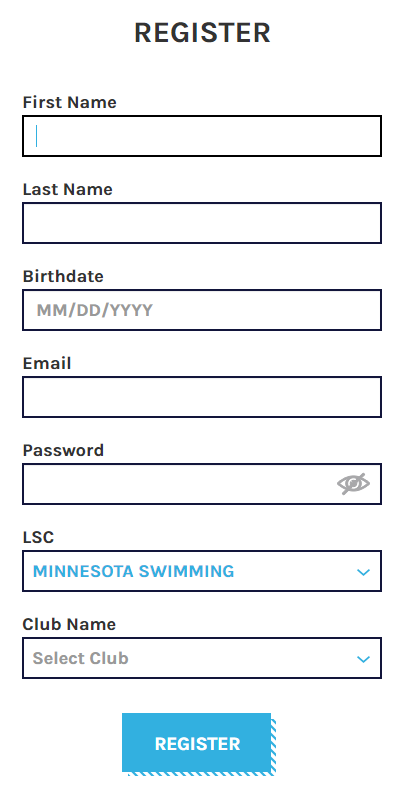 REGISTER
First Name
Last Name
Birthdate
MM/DD/YYYY
Email
Password
LSC
MINNESOTA SWIMMING
Club Name
Select Club
REGISTER